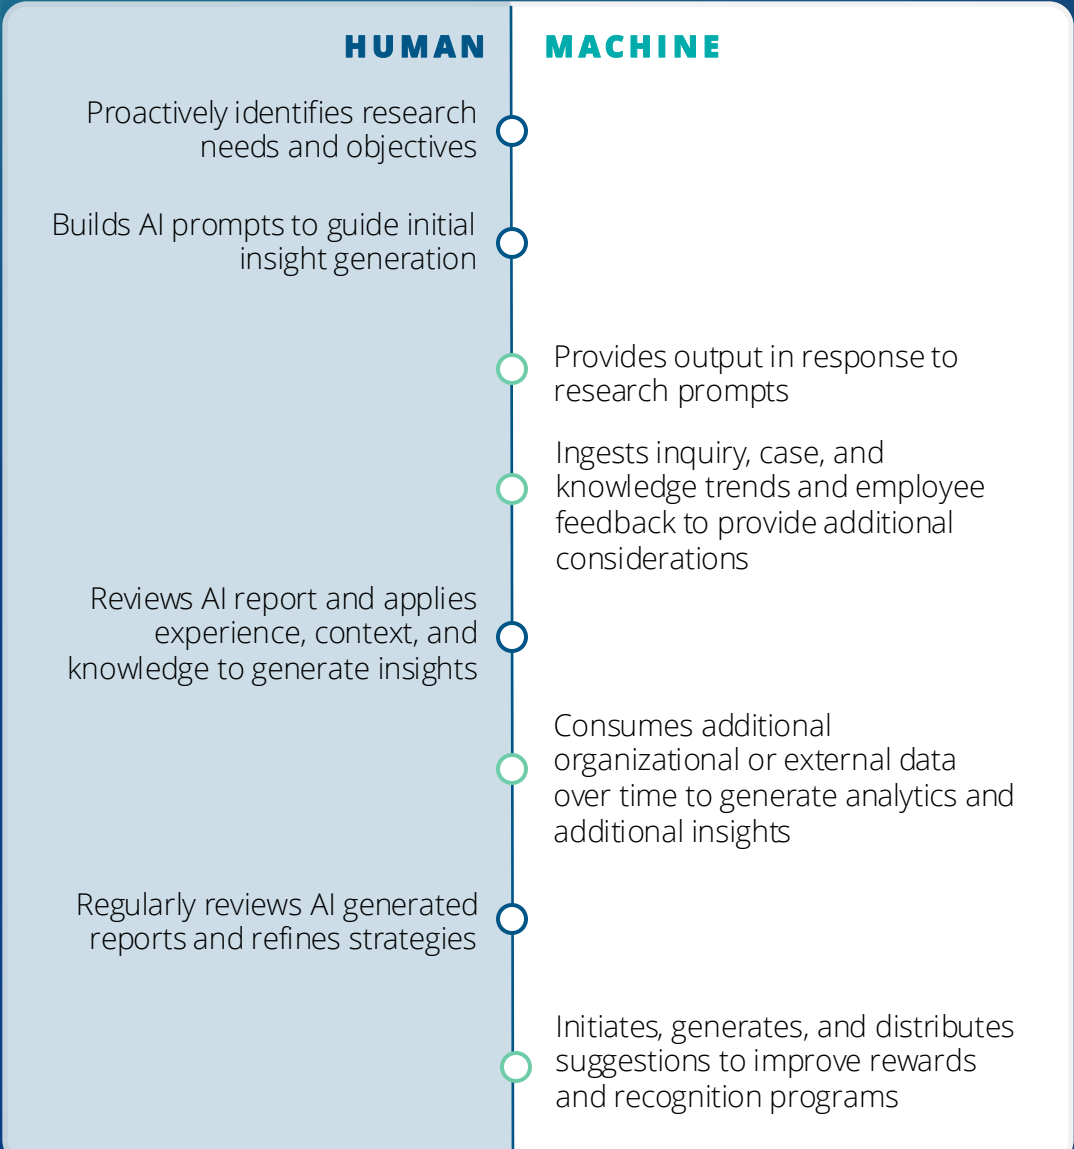 HUMAN
MACHINE
Proactively identifies research
needs and objectives
Builds AI prompts to guide initial
insight generation
Provides output in response to
research prompts
Ingests inquiry, case, and
knowledge trends and employee
feedback to provide additional
considerations
Reviews AI report and applies
experience, context, and
knowledge to generate insights
Consumes additional
organizational or external data
over time to generate analytics and
additional insights
Regularly reviews AI generated
reports and refines strategies
Initiates, generates, and distributes
suggestions to improve rewards
and recognition programs